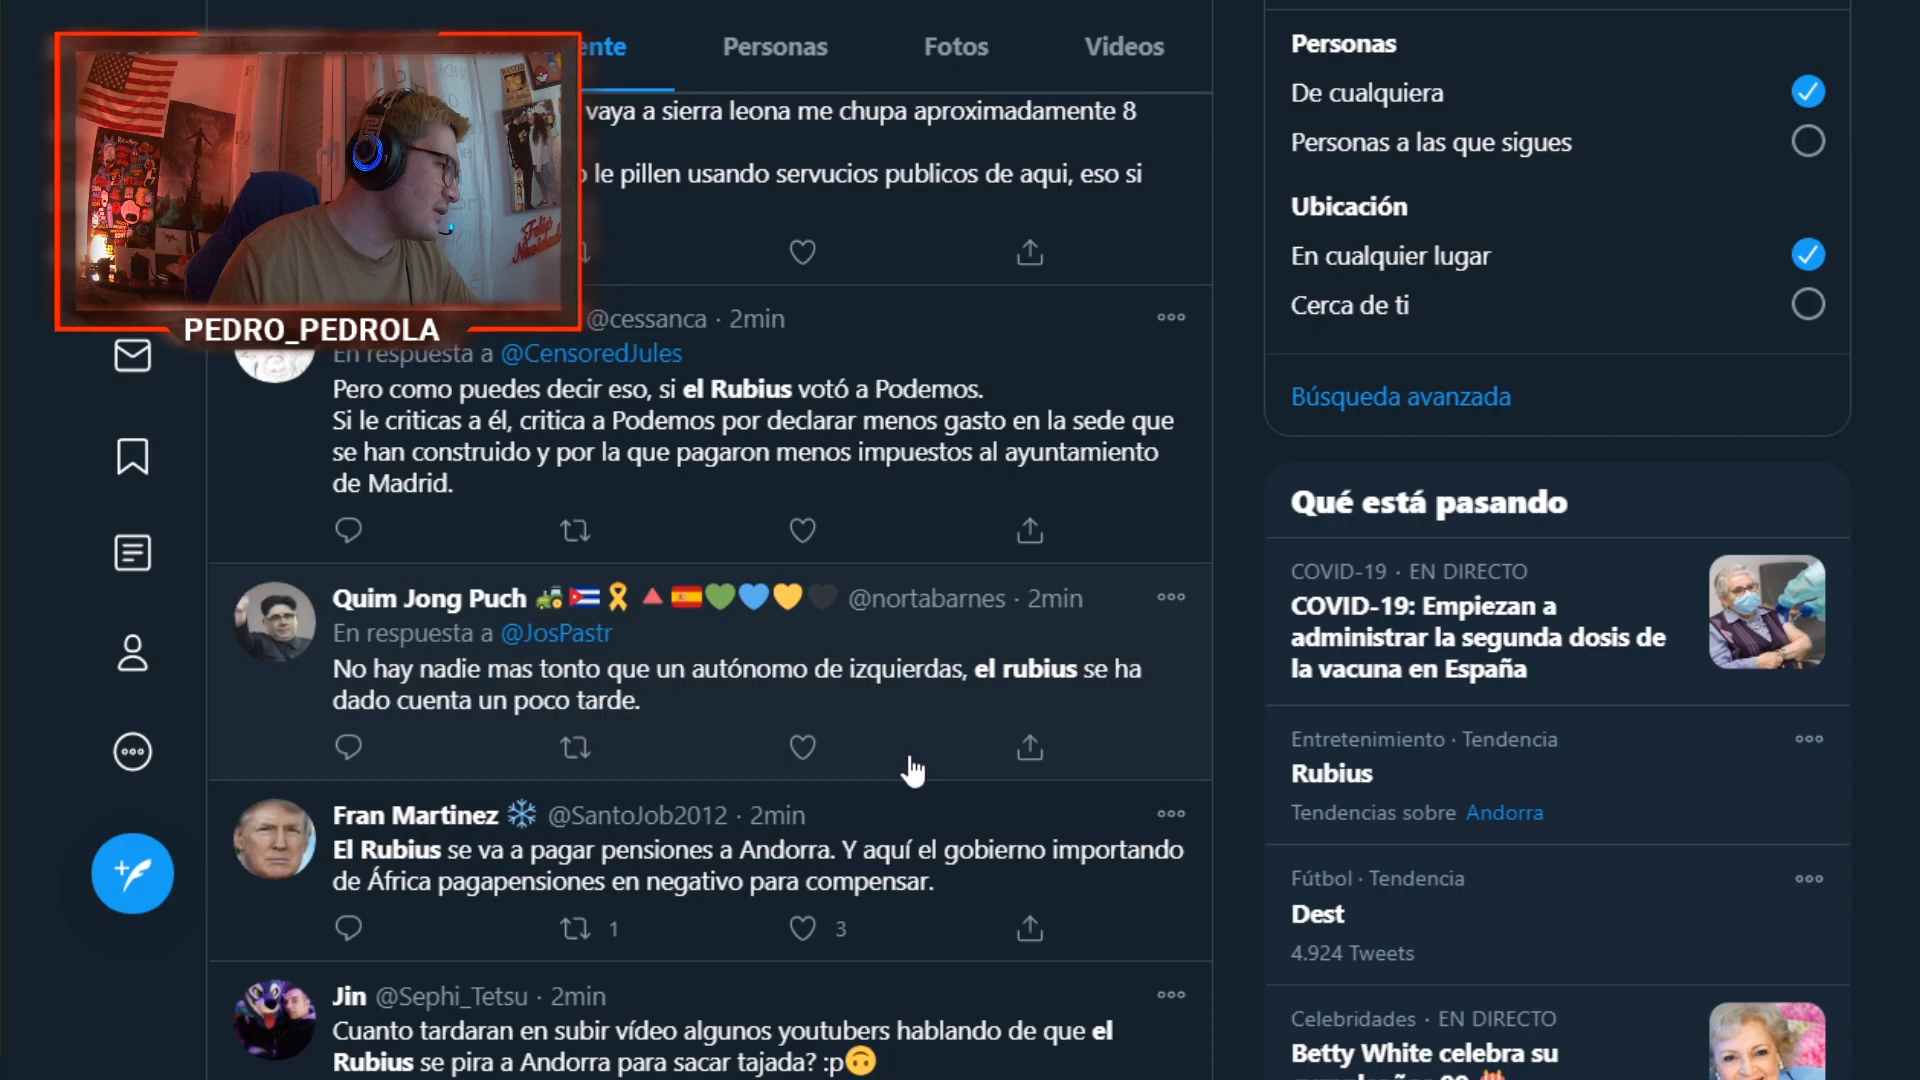 ente
Personas
Fotos
Videos
vaya a sierra leona me chupa aproximadamente 8
o le pillen usando servucios publicos de aqui, eso si
PEDRO_PEDROLA
@cessanca · 2min
En respuesta a @CensoredJules
Pero como puedes decir eso, si el Rubius votó a Podemos.
Si le criticas a él, critica a Podemos por declarar menos gasto en la sede que
se han construido y por la que pagaron menos impuestos al ayuntamiento
de Madrid.
Quim Jong Puch 🚜🇨🇺🎗️🔺🇪🇸💚💙💛🖤 @nortabarnes · 2min
En respuesta a @JosPastr
No hay nadie mas tonto que un autónomo de izquierdas, el rubius se ha
dado cuenta un poco tarde.
Fran Martinez ❄️ @SantoJob2012 · 2min
El Rubius se va a pagar pensiones a Andorra. Y aquí el gobierno importando
de África pagapensiones en negativo para compensar.
1
3
Jin @Sephi_Tetsu · 2min
Cuanto tardaran en subir vídeo algunos youtubers hablando de que el
Rubius se pira a Andorra para sacar tajada? :p🙃
Personas
De cualquiera
Personas a las que sigues
Ubicación
En cualquier lugar
Cerca de ti
Búsqueda avanzada
Qué está pasando
COVID-19 · EN DIRECTO
COVID-19: Empiezan a
administrar la segunda dosis de
la vacuna en España
Entretenimiento · Tendencia
Rubius
Tendencias sobre Andorra
Fútbol · Tendencia
Dest
4.924 Tweets
Celebridades · EN DIRECTO
Betty White celebra su